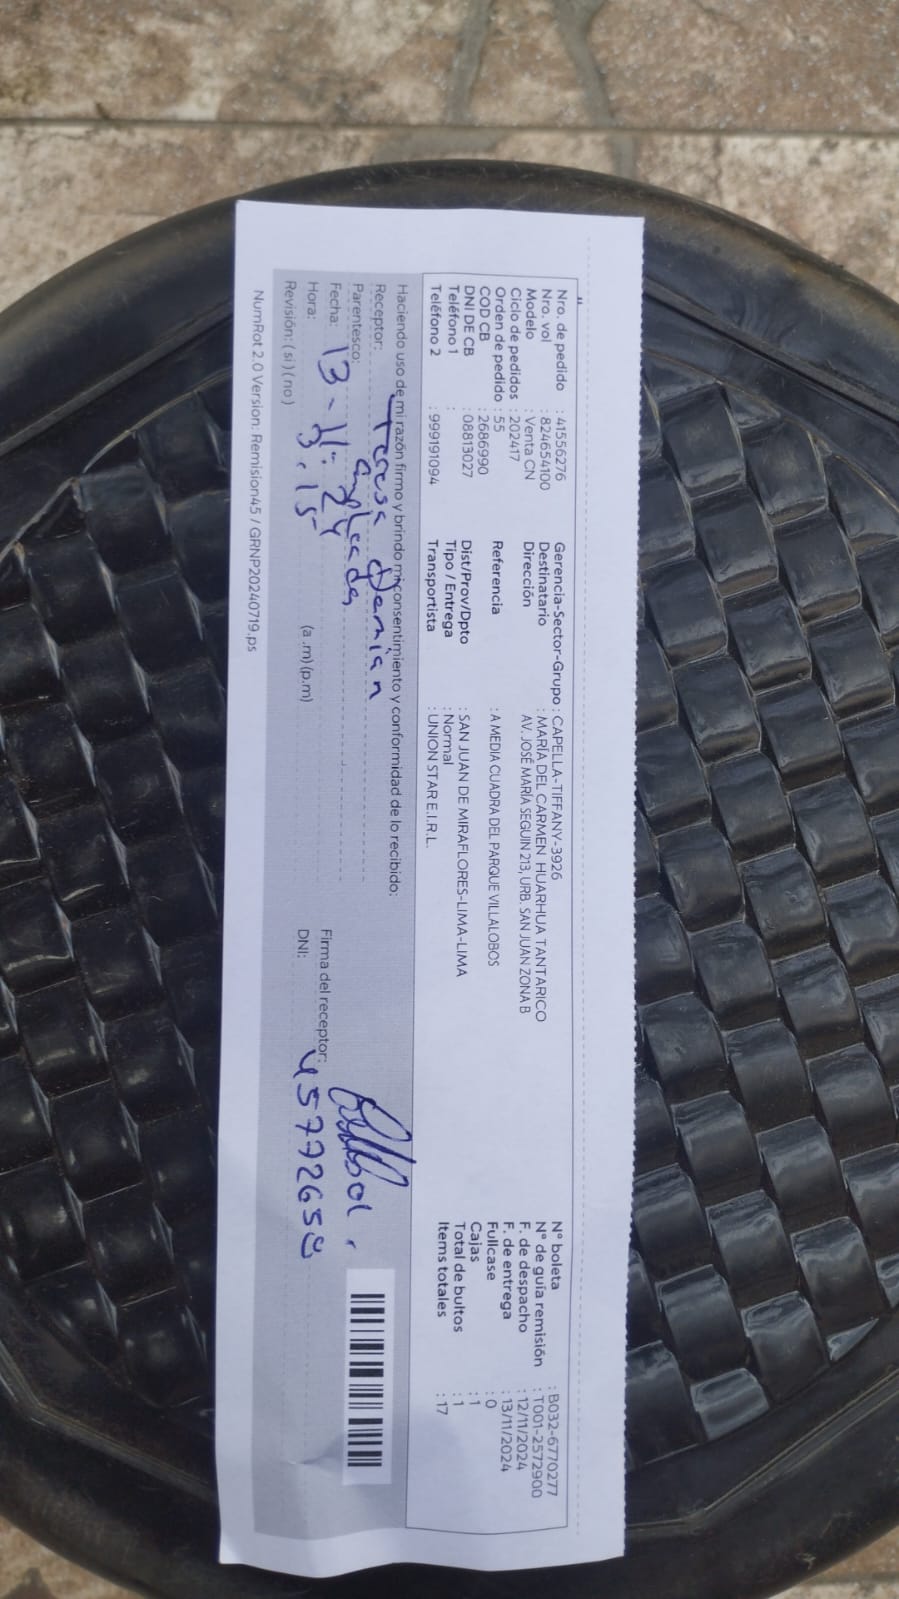 Nro. de pedido : 41556276
Nro. vol : 824654100
Modelo : Venta CN
Ciclo de pedidos : 202417
Orden de pedido : 55
COD CB : 2686990
DNI DE CB : 08813027
Teléfono 1 :
Teléfono 2 : 999191094
Gerencia-Sector-Grupo : CAPELLA-TIFFANY-3926
Destinatario : MARÍA DEL CARMEN HUARHUA TANTARICO
Dirección AV. JOSÉ MARÍA SEGUIN 213, URB. SAN JUAN ZONA B
Referencia : A MEDIA CUADRA DEL PARQUE VILLALOBOS
Dist/Prov/Dpto : SAN JUAN DE MIRAFLORES-LIMA-LIMA
Tipo / Entrega : Normal
Transportista : UNION STAR E.I.R.L.
N° boleta : B032-6770277
N° de guía remisión : T001-2572900
F. de despacho : 12/11/2024
F. de entrega : 13/11/2024
Fullcase : 0
Cajas : 1
Total de bultos : 1
Items totales : 17
Haciendo uso de mi razón firmo y brindo mi consentimiento y conformidad de lo recibido:
Receptor: Teresa Damian
Parentesco: Empleada
Fecha: 13-11-24
Hora: 3:15 (a .m) (p.m)
Revisión: ( si ) ( no )
Firma del receptor:
DNI: 45772658
NumRot 2.0 Version: Remision45 / GRNP20240719.ps